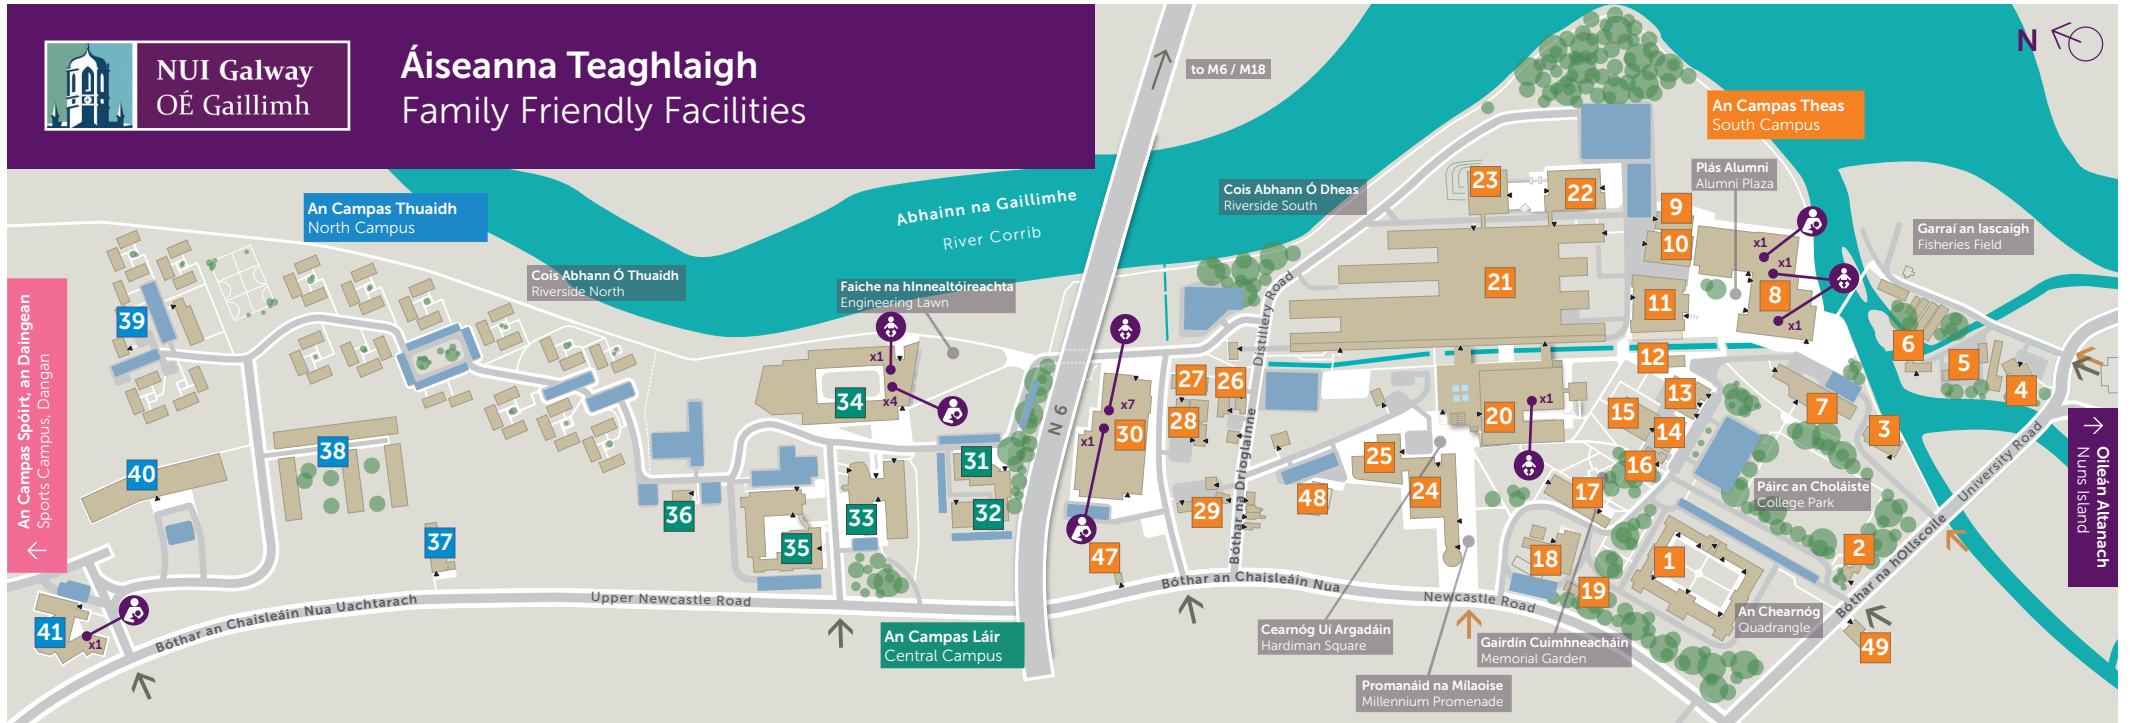 NUI Galway
OÉ Gaillimh
Áiseanna Teaghlaigh
Family Friendly Facilities
to M6 / M18
N
An Campas Theas
South Campus
Plás Alumni
Alumni Plaza
Cois Abhann Ó Dheas
Riverside South
Garraí an Iascaigh
Fisheries Field
An Campas Thuaidh
North Campus
Abhainn na Gaillimhe
River Corrib
Cois Abhann Ó Thuaidh
Riverside North
Faiche na hInnealtóireachta
Engineering Lawn
An Campas Spóirt, an Daingean
Sports Campus, Dangan
Oileán Altanach
Nuns Island
23
22
9
10
x1
x1
8
x1
21
11
39
6
5
4
12
x1
34
x4
N6
x7
x1
30
27
26
28
Distillery Road
Bóthar na Drioglainne
20
x1
15
13
14
7
3
38
40
31
32
25
24
16
17
Páirc an Choláiste
College Park
University Road
Bóthar na hOllscoile
36
33
35
29
48
37
47
18
19
1
2
41
x1
Bóthar an Chaisleáin Nua Uachtarach
Upper Newcastle Road
Bóthar an Chaisleáin Nua
Newcastle Road
An Campas Láir
Central Campus
Cearnóg Uí Argadáin
Hardiman Square
Gairdín Cuimhneacháin
Memorial Garden
Promanáid na Mílaoise
Millennium Promenade
An Chearnóg
Quadrangle
49